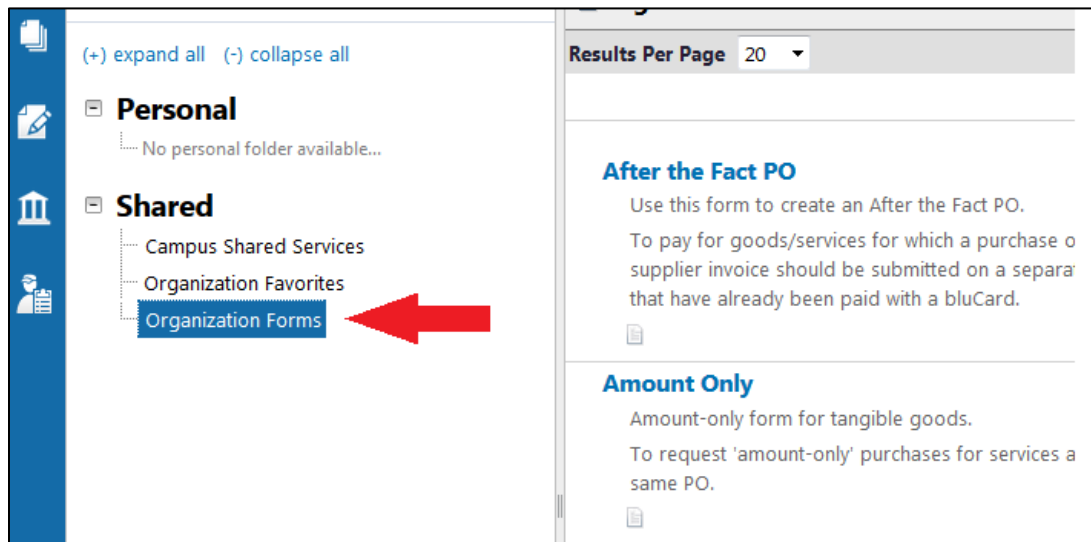 (+) expand all (-) collapse all
Personal
No personal folder available...
Shared
Campus Shared Services
Organization Favorites
Organization Forms
Results Per Page 20
After the Fact PO
Use this form to create an After the Fact PO.
To pay for goods/services for which a purchase
supplier invoice should be submitted on a
that have already been paid with a bluCard.
Amount Only
Amount-only form for tangible goods.
To request 'amount-only' purchases for services
same PO.